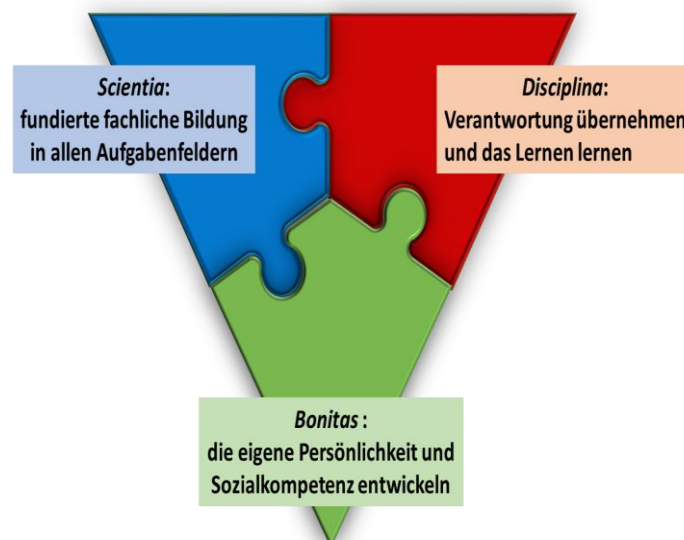 Scientia:
fundierte fachliche Bildung
in allen Aufgabenfeldern
Disciplina:
Verantwortung übernehmen
und das Lernen lernen
Bonitas :
die eigene Persönlichkeit und
Sozialkompetenz entwickeln